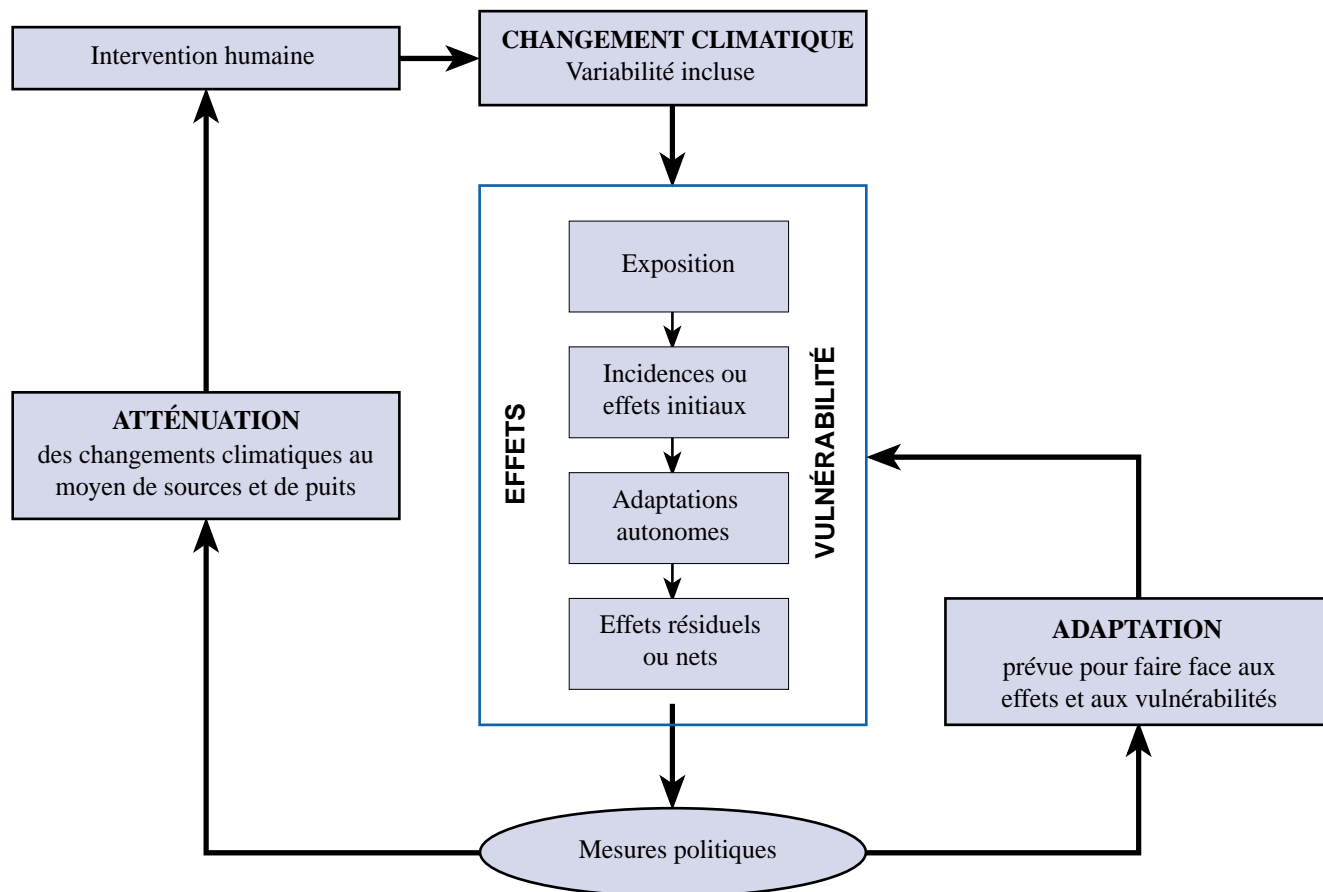 Intervention humaine
CHANGEMENT CLIMATIQUE
Variabilité incluse
Exposition
Incidences ou
effets initiaux
Adaptations
autonomes
Effets résiduels
ou nets
EFFETS
VULNÉRABILITÉ
ATTÉNUATION
des changements climatiques au
moyen de sources et de puits
ADAPTATION
prévue pour faire face aux
effets et aux vulnérabilités
Mesures politiques